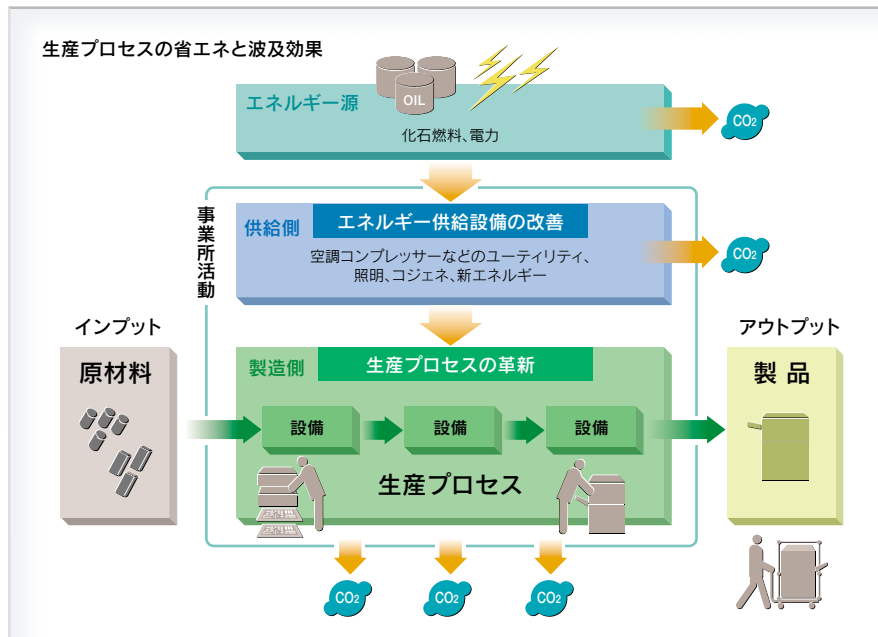 生産プロセスの省エネと波及効果
OIL
エネルギー源
化石燃料、電力
CO2
事業所活動
供給側
エネルギー供給設備の改善
空調コンプレッサーなどのユーティリティ、
照明、コジェネ、新エネルギー
CO2
インプット
原材料
製造側
生産プロセスの革新
設備
設備
設備
生産プロセス
アウトプット
製品
CO2
CO2
CO2